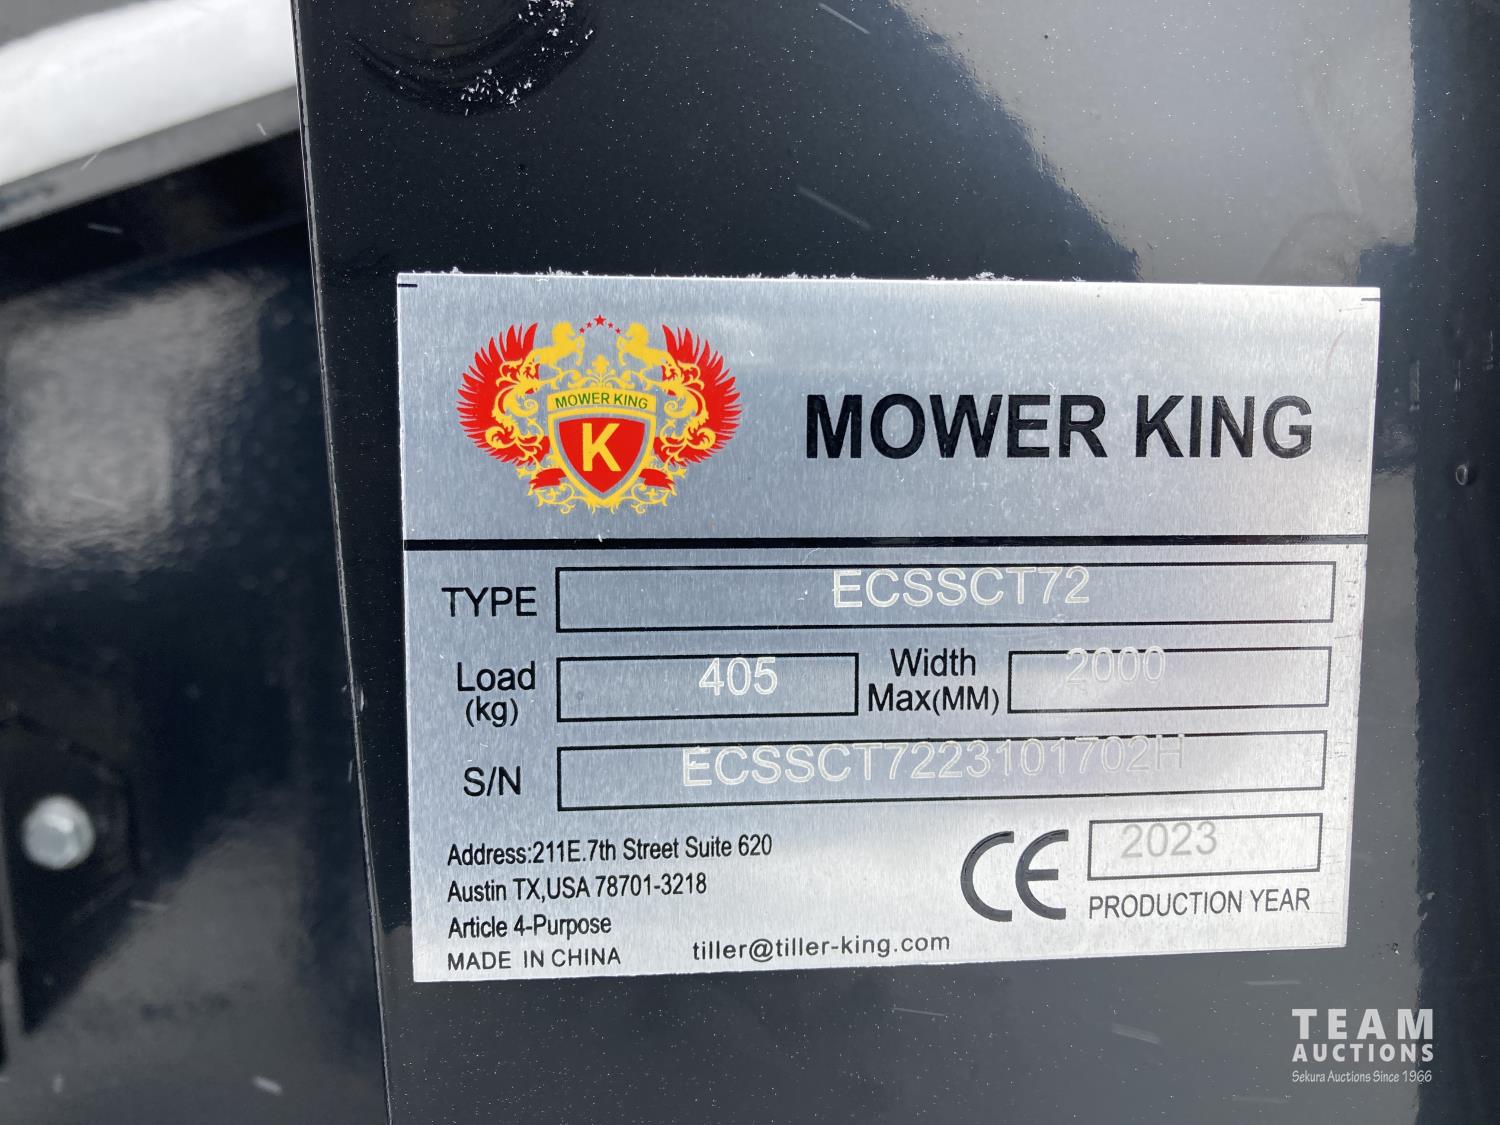 MOWER KING
K
MOWER KING
TYPE ECSSCT72
Load (kg) 405 Width Max(MM) 2000
S/N ECSSCT7223101702H
Address:211E.7th Street Suite 620
Austin TX,USA 78701-3218
Article 4-Purpose
MADE IN CHINA tiller@tiller-king.com
CE 2023
PRODUCTION YEAR
TEAM
AUCTIONS
Sekura Auctions Since 1966